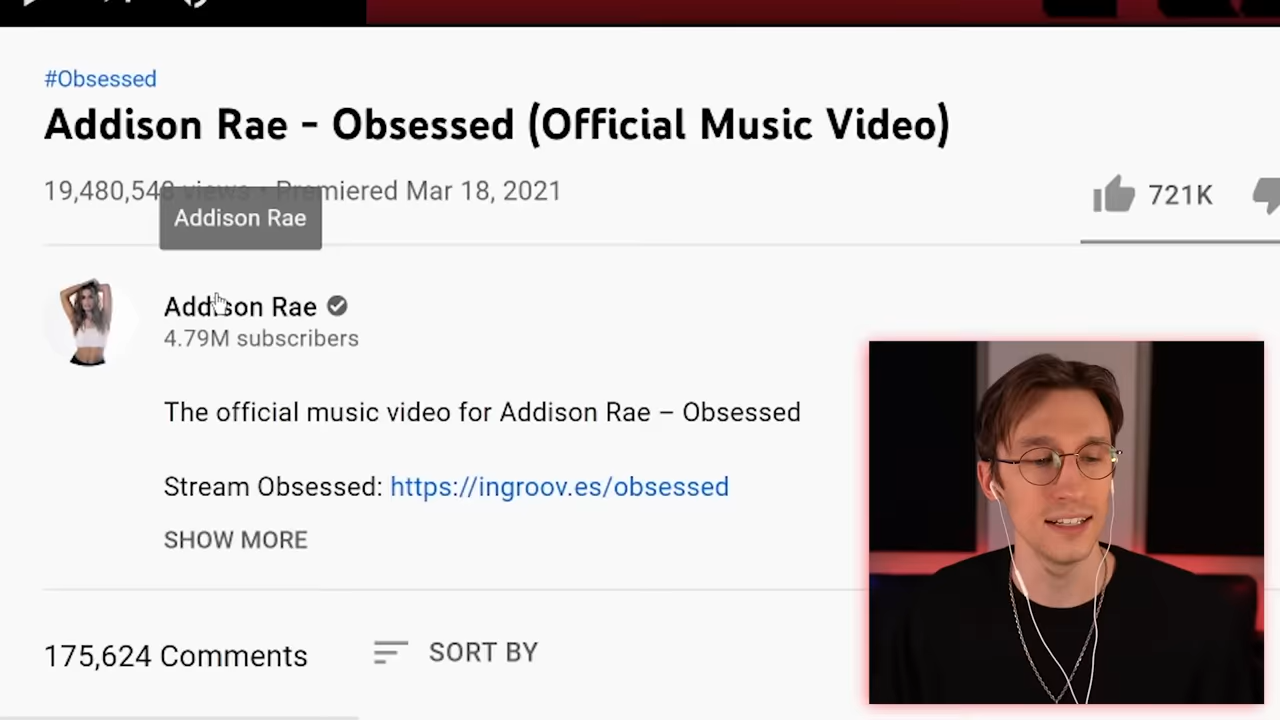 #Obsessed
Addison Rae - Obsessed (Official Music Video)
19,480,548 views • Premiered Mar 18, 2021
721K
Addison Rae
Addison Rae
4.79M subscribers
The official music video for Addison Rae – Obsessed
Stream Obsessed: https://ingroov.es/obsessed
SHOW MORE
175,624 Comments
SORT BY